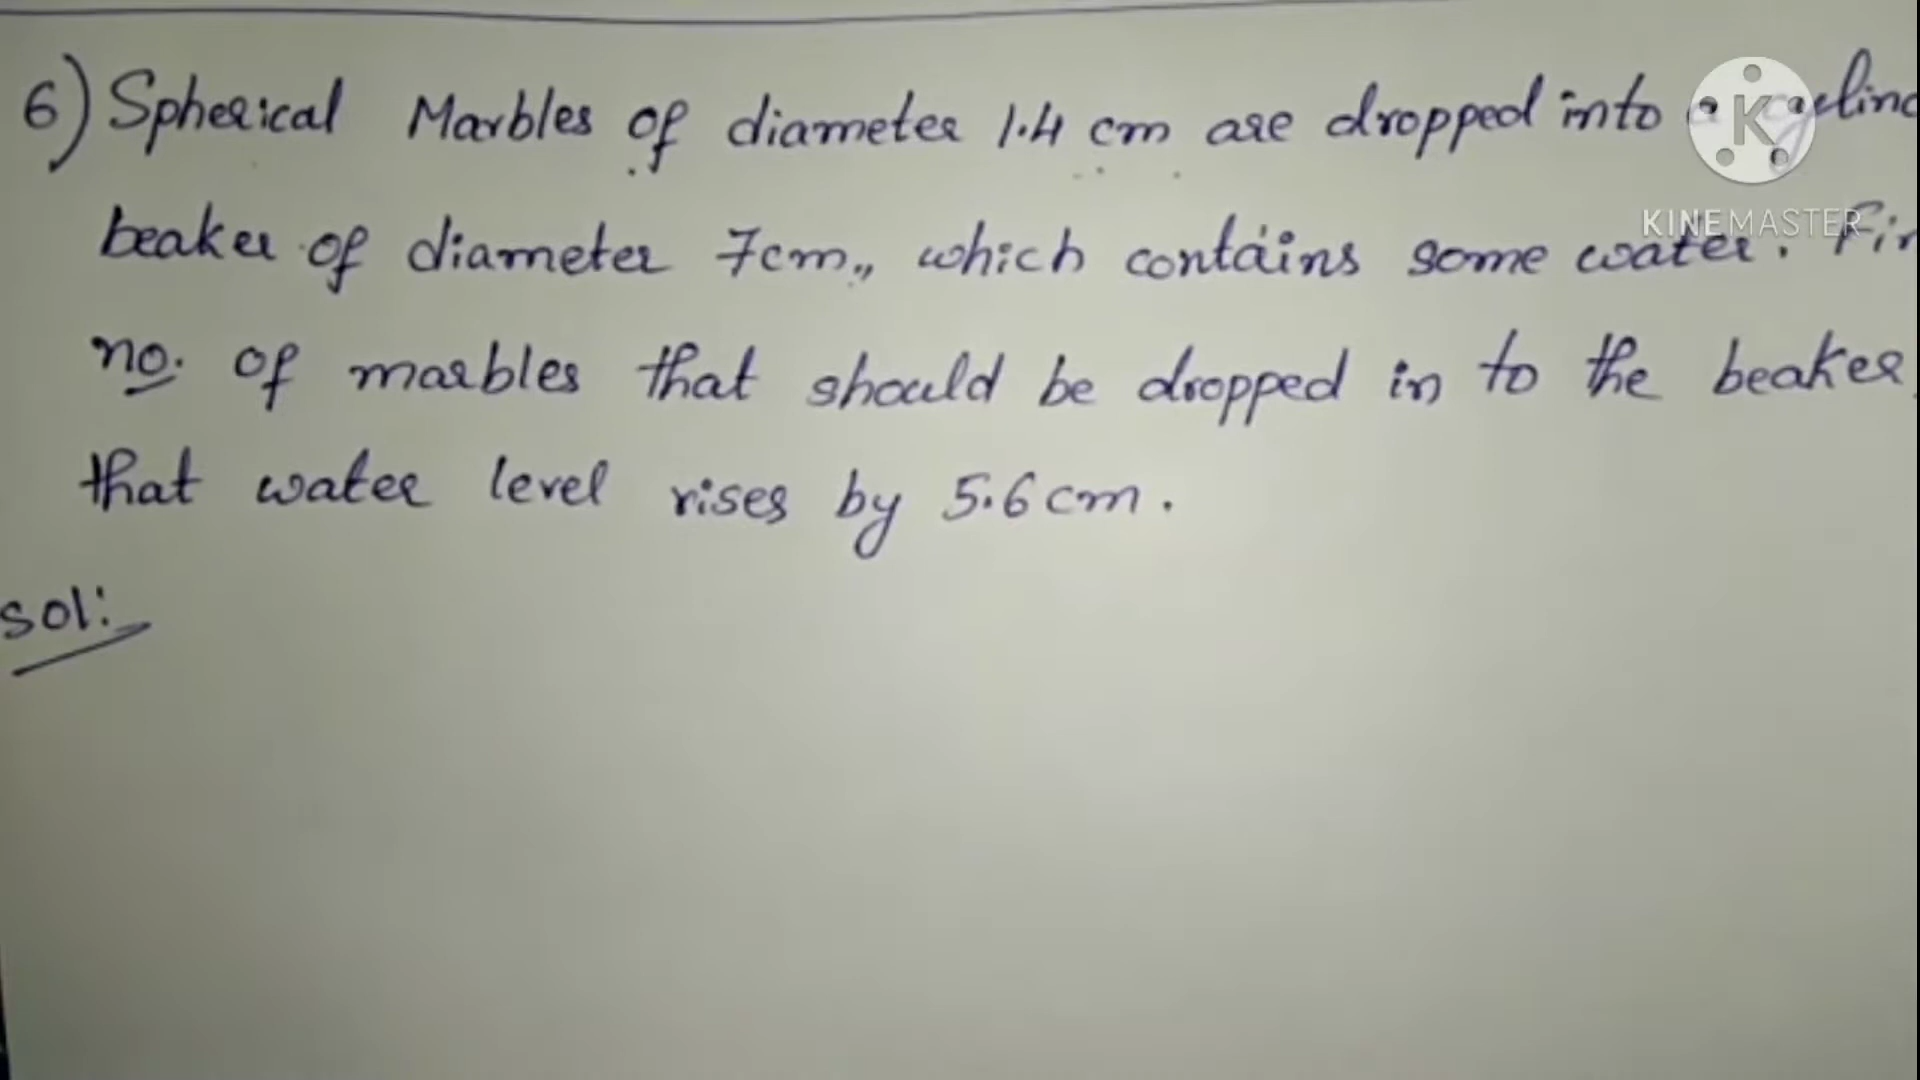 6) Spherical Marbles of diameter 1.4 cm are dropped into a
beaker of diameter 7cm,, which contains some water.
no. of marbles that should be dropped in to the beaker
that water level rises by 5.6 cm.
Sol:
KINEMASTER